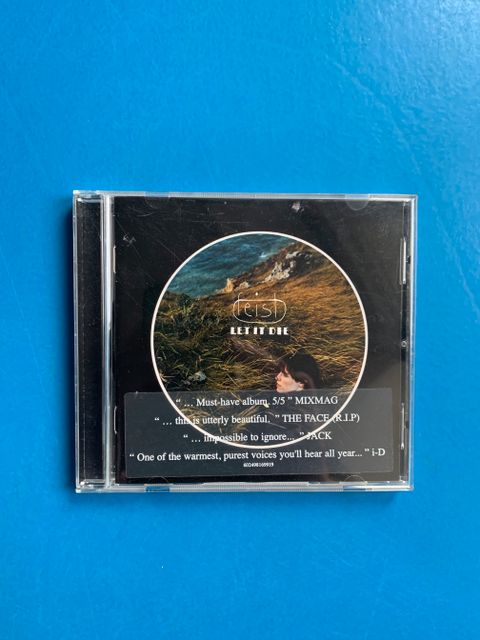 feist
LET IT DIE
“ ... Must-have album, 5/5 ” MIXMAG
“ ... this is utterly beautiful. ” THE FACE (R.I.P)
“ ... impossible to ignore... ” JACK
“ One of the warmest, purest voices you'll hear all year... ” i-D
602498169919